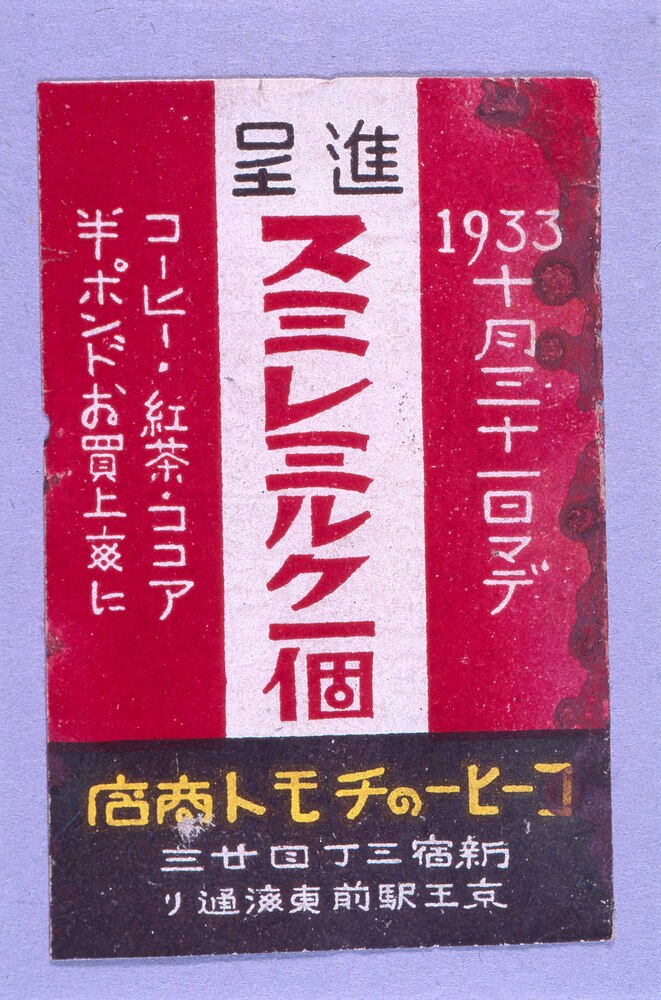 進呈
1933
十月三十一日マデ
スミレミルク一個
コーヒー・紅茶・ココア
半ポンドお買上毎に
コーヒーのチモト商店
新宿三丁目廿三
京王駅前東海通り